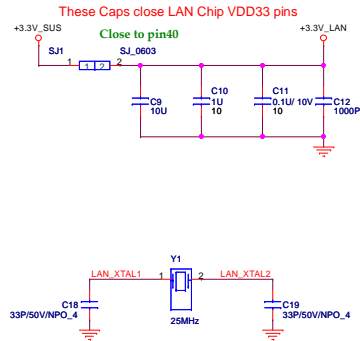 These Caps close LAN Chip VDD33 pins
+3.3V_SUS
Close to pin40
+3.3V_LAN
SJ1
SJ_0603
1
1 2
2
C9
10U
C10
1U
10
C11
0.1U/ 10V
10
C12
1000P
Y1
LAN_XTAL1
1
2
LAN_XTAL2
C18
33P/50V/NPO_4
25MHz
C19
33P/50V/NPO_4